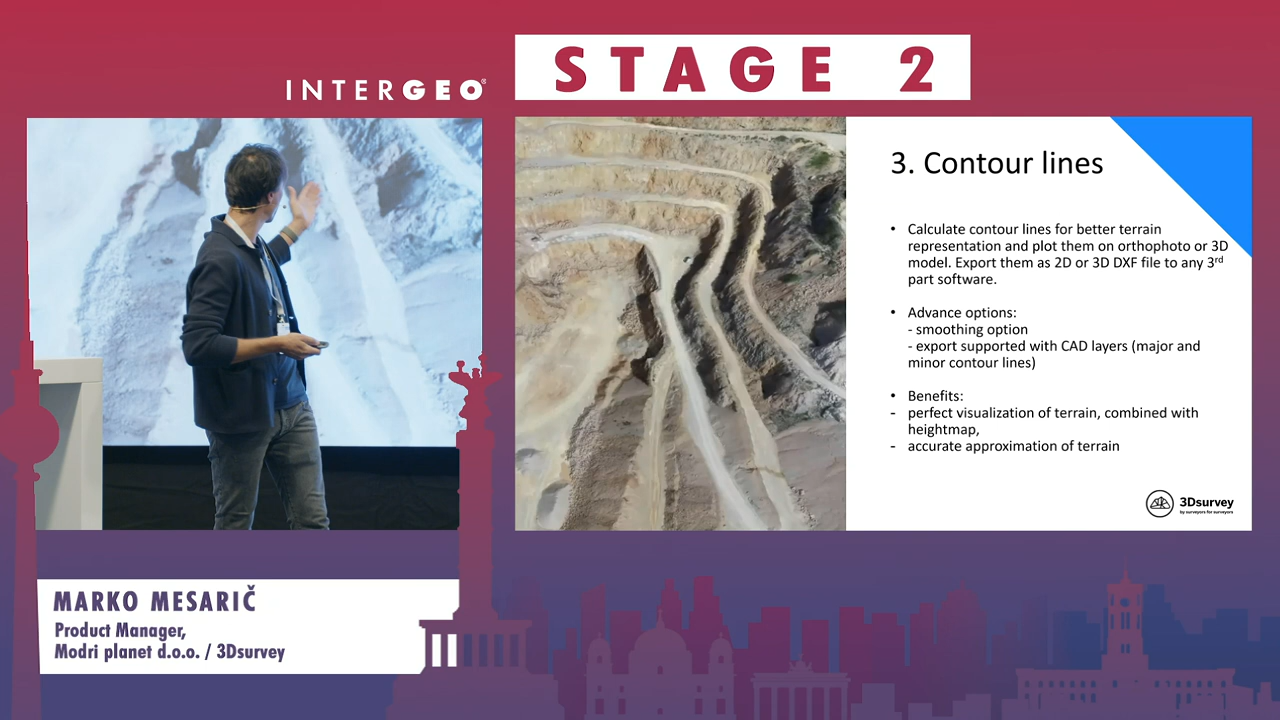 INTERGEO®
STAGE 2
3. Contour lines
• Calculate contour lines for better terrain
representation and plot them on orthophoto or 3D
model. Export them as 2D or 3D DXF file to any 3rd
part software.
• Advance options:
- smoothing option
- export supported with CAD layers (major and
minor contour lines)
• Benefits:
- perfect visualization of terrain, combined with
heightmap,
- accurate approximation of terrain
3Dsurvey
by surveyors for surveyors
MARKO MESARIČ
Product Manager,
Modri planet d.o.o. / 3Dsurvey